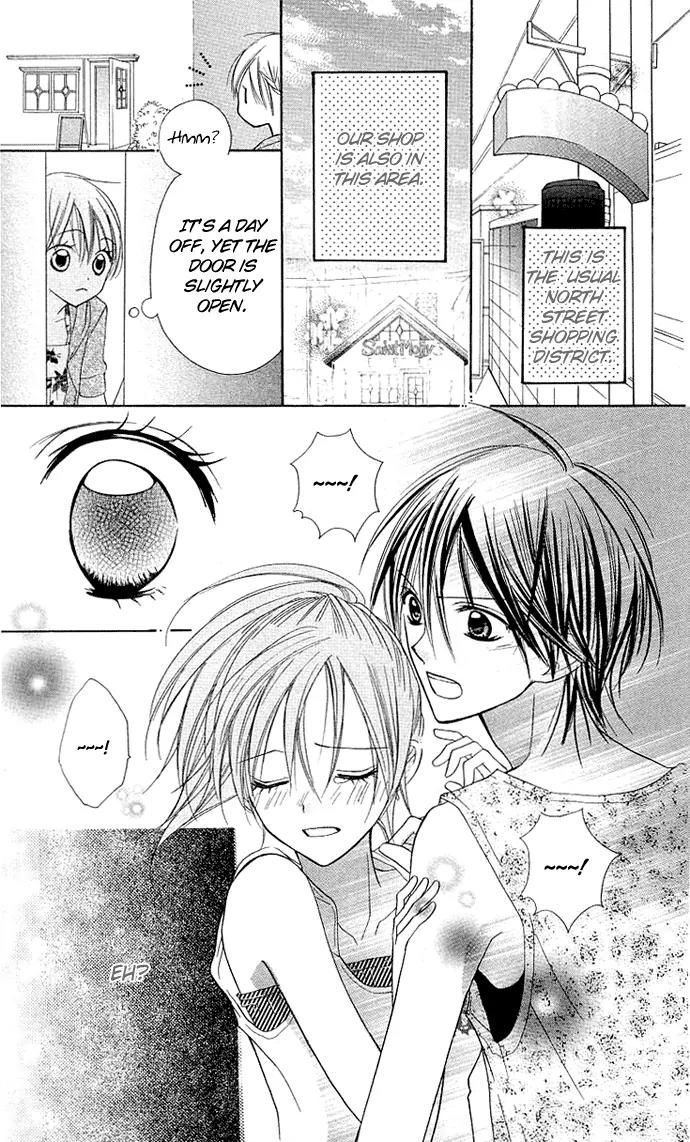 THIS IS
THE USUAL
NORTH
STREET
SHOPPING
DISTRICT.
OUR SHOP
IS ALSO IN
THIS AREA.
Hmm?
IT'S A DAY
OFF, YET THE
DOOR IS
SLIGHTLY
OPEN.
~~~!
~~~!
~~~!
EH?